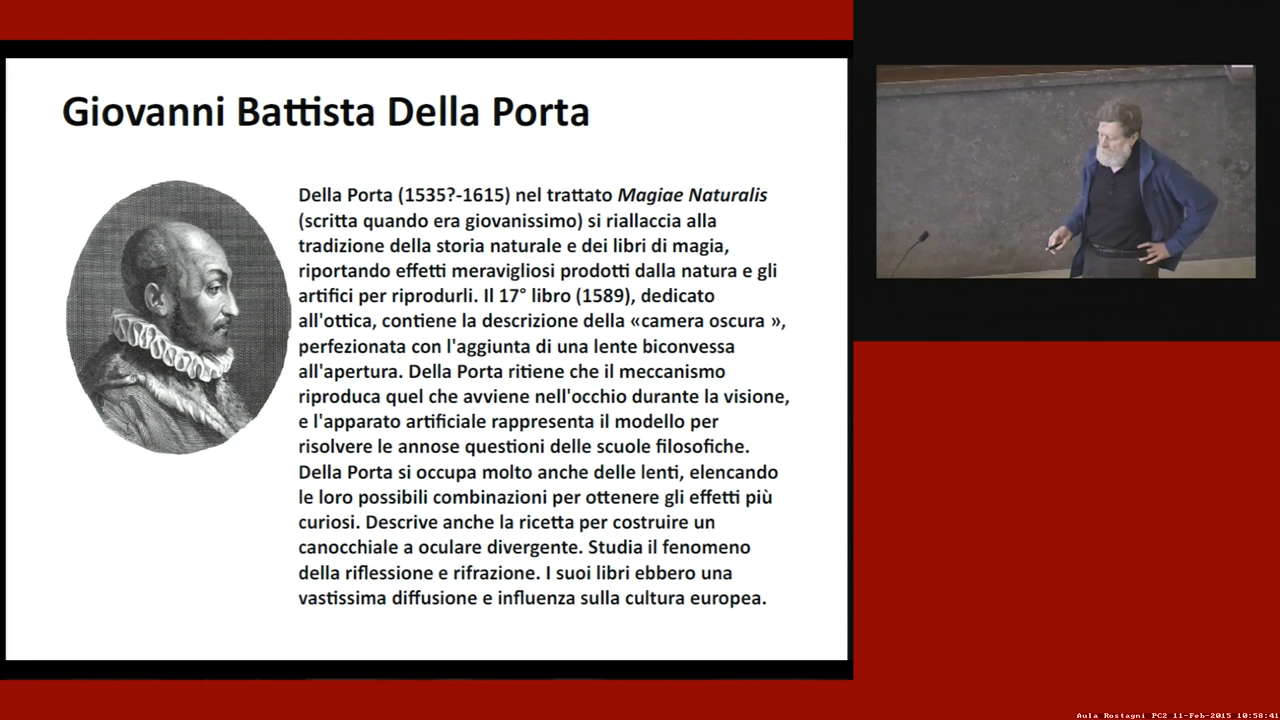 Giovanni Battista Della Porta
Della Porta (1535?-1615) nel trattato Magiae Naturalis
(scritta quando era giovanissimo) si riallaccia alla
tradizione della storia naturale e dei libri di magia,
riportando effetti meravigliosi prodotti dalla natura e gli
artifici per riprodurli. Il 17° libro (1589), dedicato
all'ottica, contiene la descrizione della «camera oscura »,
perfezionata con l'aggiunta di una lente biconvessa
all'apertura. Della Porta ritiene che il meccanismo
riproduca quel che avviene nell'occhio durante la visione,
e l'apparato artificiale rappresenta il modello per
risolvere le annose questioni delle scuole filosofiche.
Della Porta si occupa molto anche delle lenti, elencando
le loro possibili combinazioni per ottenere gli effetti più
curiosi. Descrive anche la ricetta per costruire un
canocchiale a oculare divergente. Studia il fenomeno
della riflessione e rifrazione. I suoi libri ebbero una
vastissima diffusione e influenza sulla cultura europea.
Aula Rostagni PC2 11-Feb-2015 10:58:41